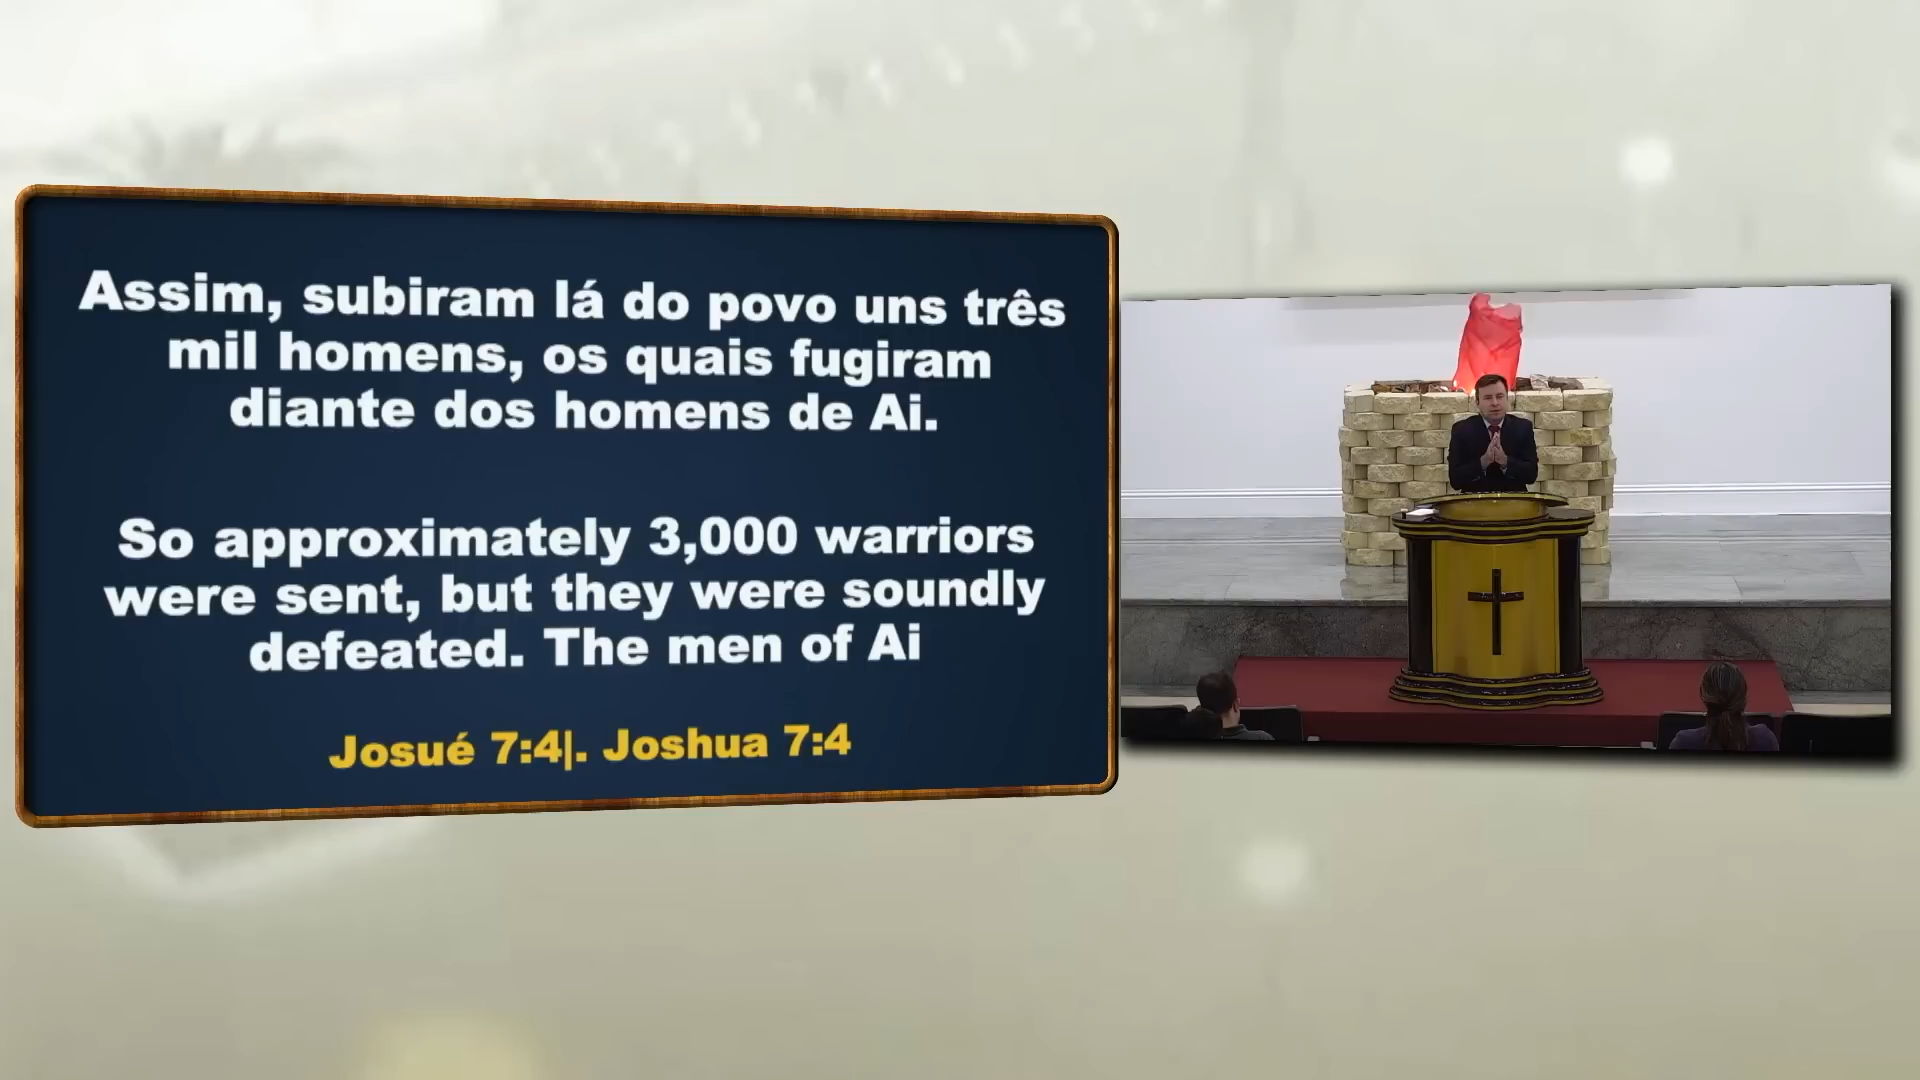 Assim, subiram lá do povo uns três
mil homens, os quais fugiram
diante dos homens de Ai.
So approximately 3,000 warriors
were sent, but they were soundly
defeated. The men of Ai
Josué 7:4|. Joshua 7:4